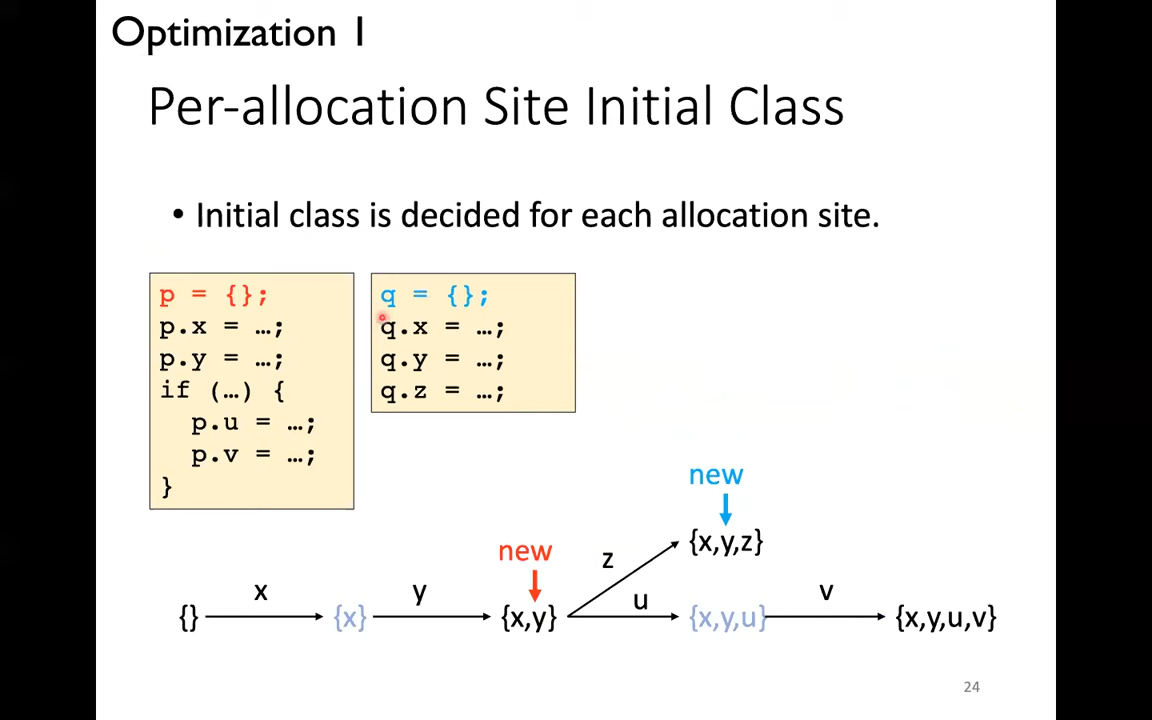 Optimization 1
Per-allocation Site Initial Class
• Initial class is decided for each allocation site.
p = {};
p.x = …;
p.y = …;
if (…) {
p.u = …;
p.v = …;
}
q = {};
q.x = …;
q.y = …;
q.z = …;
new
{x,y,z}
new
z
x
y
u
v
{}
{x}
{x,y}
{x,y,u}
{x,y,u,v}
24